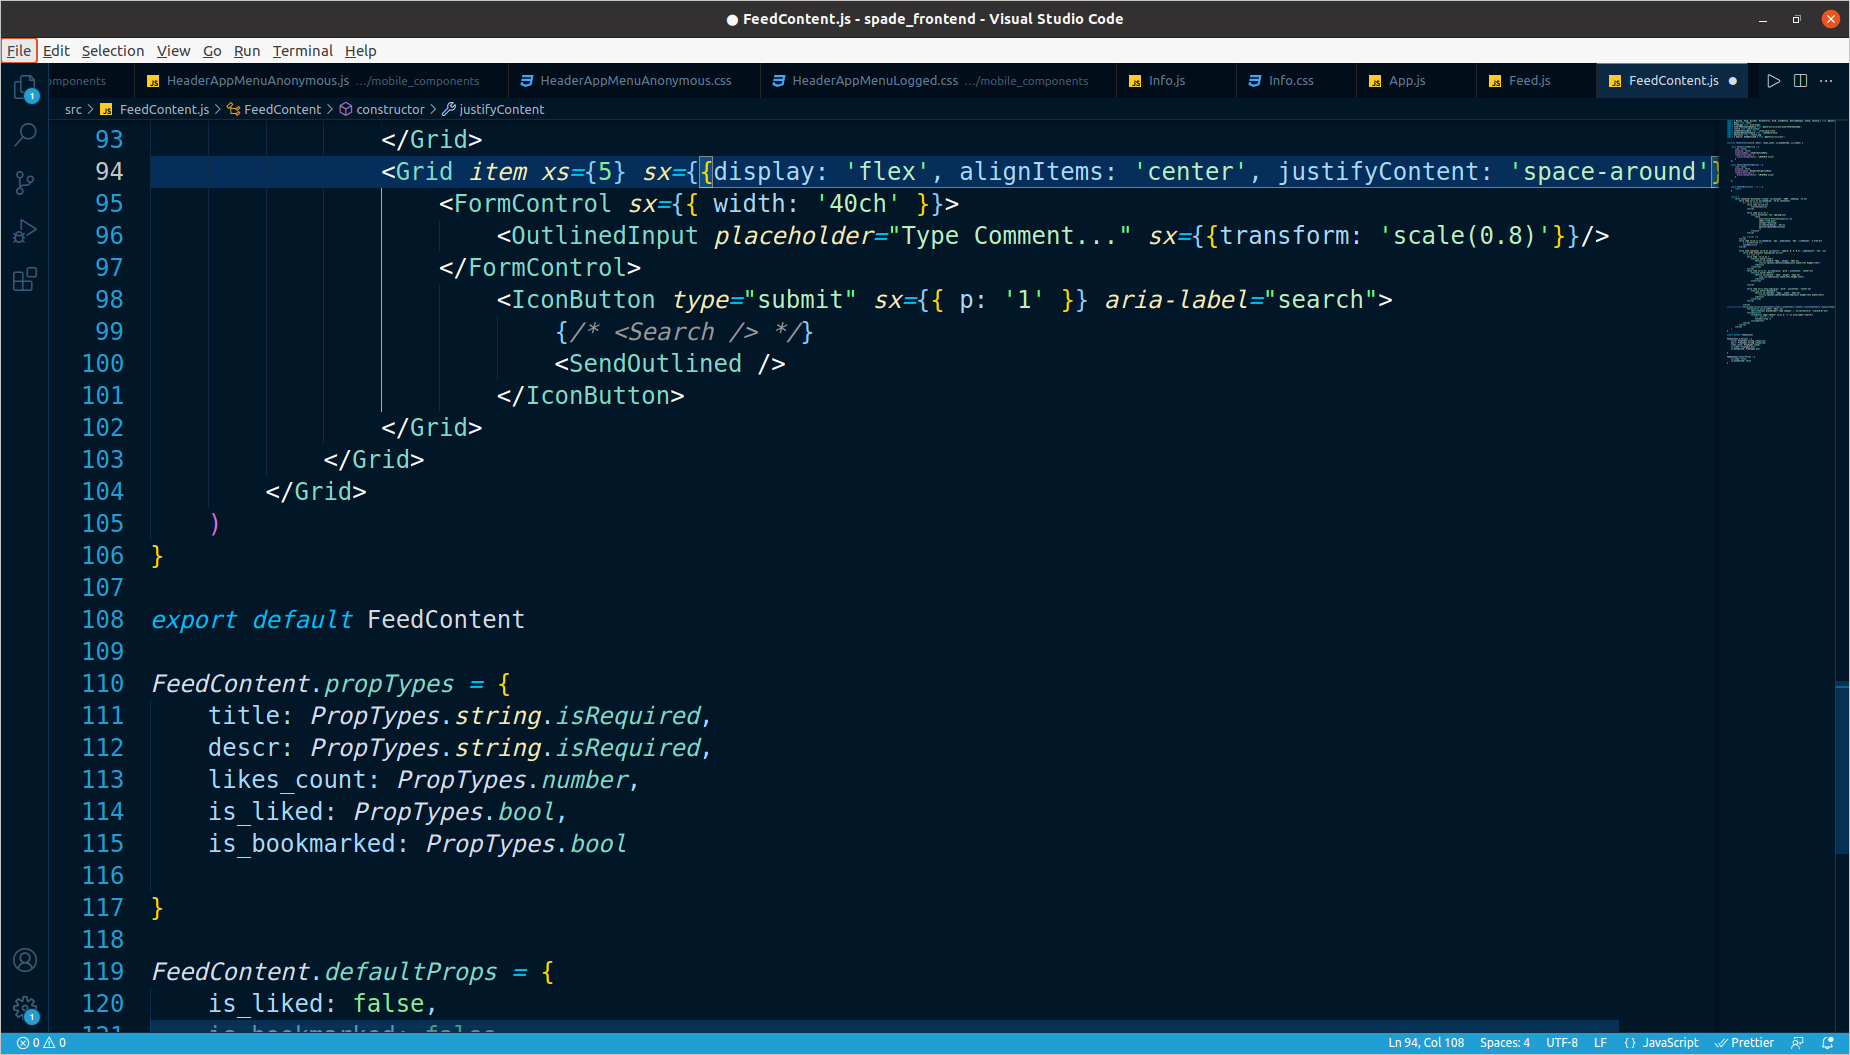 FeedContent.js - spade_frontend - Visual Studio Code
File Edit Selection View Go Run Terminal Help
omponents HeaderAppMenuAnonymous.js .../mobile_components HeaderAppMenuAnonymous.css HeaderAppMenuLogged.css .../mobile_components Info.js Info.css App.js Feed.js FeedContent.js
src > FeedContent.js > FeedContent > constructor > justifyContent
93 </Grid>
94 <Grid item xs={5} sx={{display: 'flex', alignItems: 'center', justifyContent: 'space-around'}
95 <FormControl sx={{ width: '40ch' }}>
96 <OutlinedInput placeholder="Type Comment..." sx={{transform: 'scale(0.8)'}}/>
97 </FormControl>
98 <IconButton type="submit" sx={{ p: '1' }} aria-label="search">
99 {/* <Search /> */}
100 <SendOutlined />
101 </IconButton>
102 </Grid>
103 </Grid>
104 </Grid>
105 )
106 }
107
108 export default FeedContent
109
110 FeedContent.propTypes = {
111 title: PropTypes.string.isRequired,
112 descr: PropTypes.string.isRequired,
113 likes_count: PropTypes.number,
114 is_liked: PropTypes.bool,
115 is_bookmarked: PropTypes.bool
116
117 }
118
119 FeedContent.defaultProps = {
120 is_liked: false,
121 is_bookmarked: false
1
1
0 0 Ln 94, Col 108 Spaces: 4 UTF-8 LF {} JavaScript Prettier